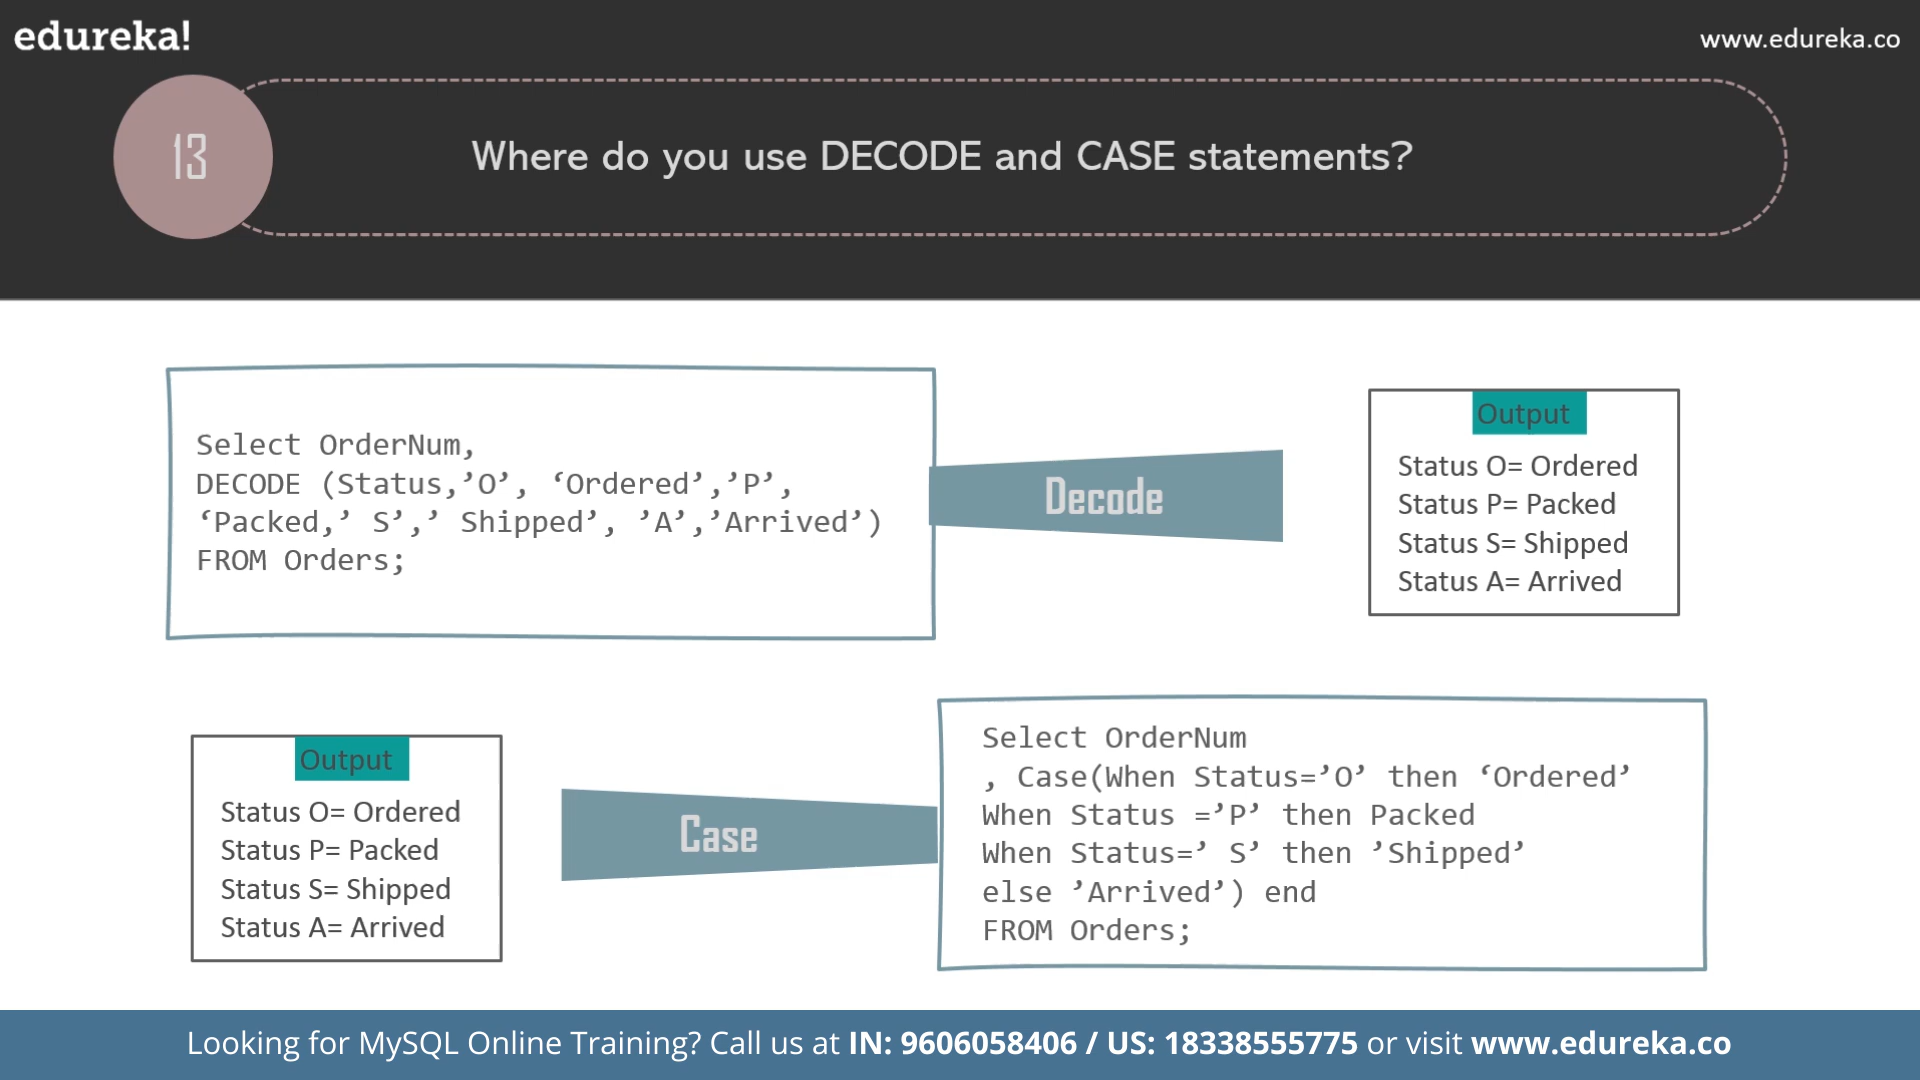 edureka!
www.edureka.co
13
Where do you use DECODE and CASE statements?
Select OrderNum,
DECODE (Status,’O’, ‘Ordered’,’P’,
‘Packed,’ S’,’ Shipped’, ’A’,’Arrived’)
FROM Orders;
Decode
Output
Status O= Ordered
Status P= Packed
Status S= Shipped
Status A= Arrived
Output
Status O= Ordered
Status P= Packed
Status S= Shipped
Status A= Arrived
Case
Select OrderNum
, Case(When Status=’O’ then ‘Ordered’
When Status =’P’ then Packed
When Status=’ S’ then ’Shipped’
else ’Arrived’) end
FROM Orders;
Looking for MySQL Online Training? Call us at IN: 9606058406 / US: 18338555775 or visit www.edureka.co